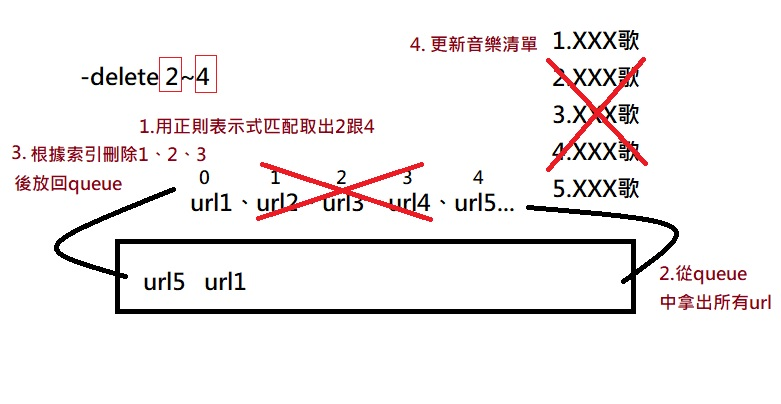 4. 更新音樂清單
1.XXX歌
2.XXX歌
3.XXX歌
4.XXX歌
5.XXX歌
-delete 2~4
1.用正則表示式匹配取出2跟4
3. 根據索引刪除1、2、3
後放回queue
0 1 2 3 4
url1、url2、url3、url4、url5...
url5 url1
2.從queue
中拿出所有url